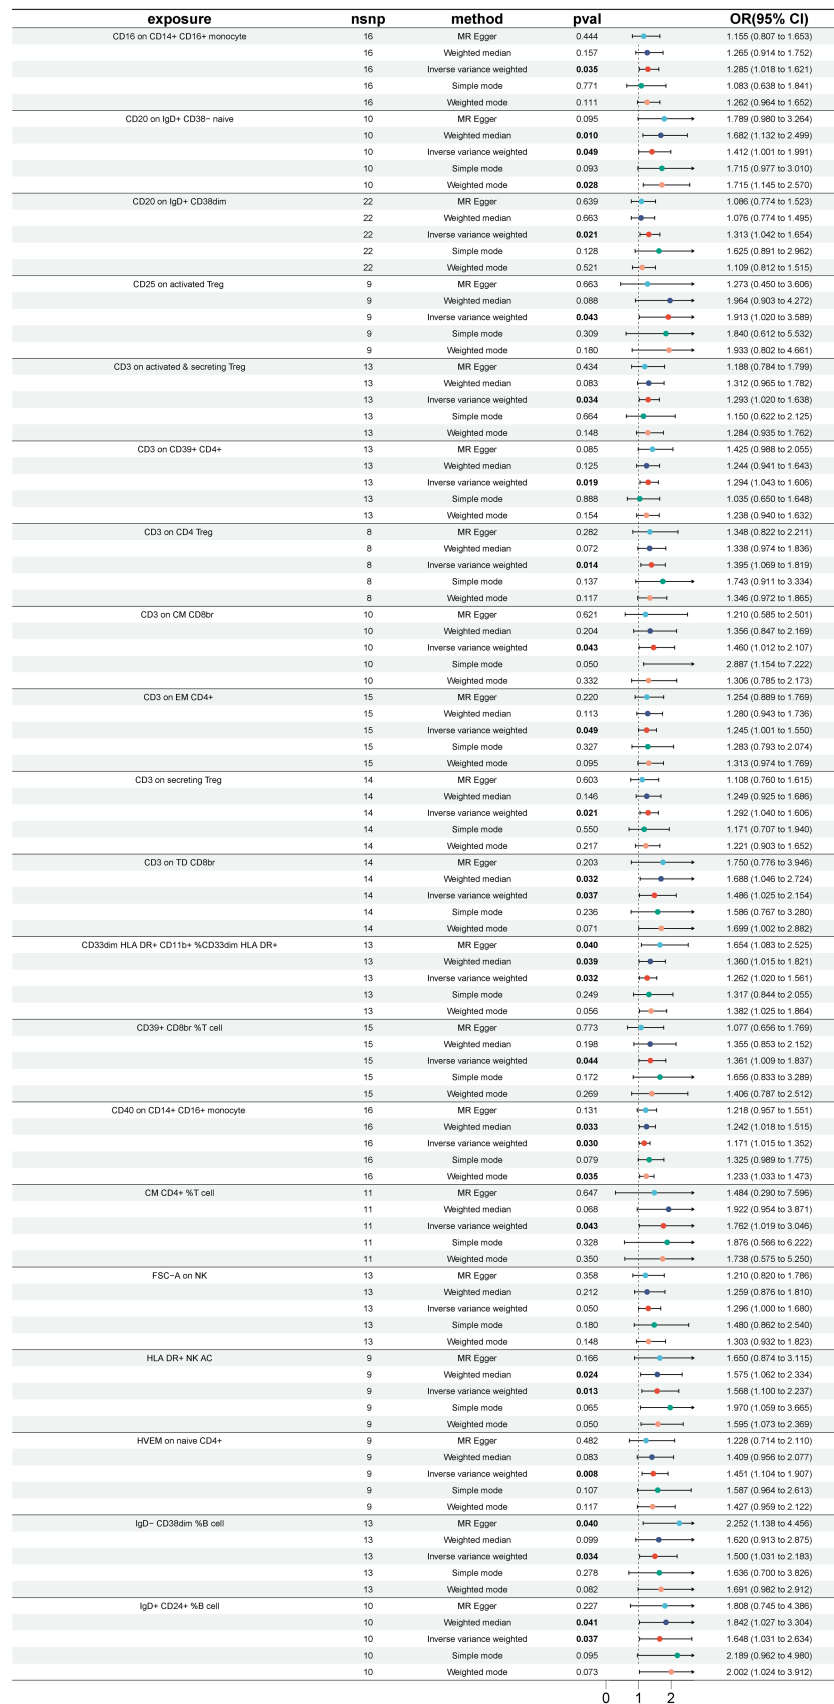 exposure nsnp method pval OR(95% CI)
CD16 on CD14+ CD16+ monocyte 16 MR Egger 0.444 1.155 (0.807 to 1.653)
16 Weighted median 0.157 1.265 (0.914 to 1.752)
16 Inverse variance weighted 0.035 1.285 (1.018 to 1.621)
16 Simple mode 0.771 1.083 (0.638 to 1.841)
16 Weighted mode 0.111 1.262 (0.964 to 1.652)
CD20 on IgD+ CD38− naive 10 MR Egger 0.095 1.789 (0.980 to 3.264)
10 Weighted median 0.010 1.682 (1.132 to 2.499)
10 Inverse variance weighted 0.049 1.412 (1.001 to 1.991)
10 Simple mode 0.093 1.715 (0.977 to 3.010)
10 Weighted mode 0.028 1.715 (1.145 to 2.570)
CD20 on IgD+ CD38dim 22 MR Egger 0.639 1.086 (0.774 to 1.523)
22 Weighted median 0.663 1.076 (0.774 to 1.495)
22 Inverse variance weighted 0.021 1.313 (1.042 to 1.654)
22 Simple mode 0.128 1.625 (0.891 to 2.962)
22 Weighted mode 0.521 1.109 (0.812 to 1.515)
CD25 on activated Treg 9 MR Egger 0.663 1.273 (0.450 to 3.606)
9 Weighted median 0.088 1.964 (0.903 to 4.272)
9 Inverse variance weighted 0.043 1.913 (1.020 to 3.589)
9 Simple mode 0.309 1.840 (0.612 to 5.532)
9 Weighted mode 0.180 1.933 (0.802 to 4.661)
CD3 on activated & secreting Treg 13 MR Egger 0.434 1.188 (0.784 to 1.799)
13 Weighted median 0.083 1.312 (0.965 to 1.782)
13 Inverse variance weighted 0.034 1.293 (1.020 to 1.638)
13 Simple mode 0.664 1.150 (0.622 to 2.125)
13 Weighted mode 0.148 1.284 (0.935 to 1.762)
CD3 on CD39+ CD4+ 13 MR Egger 0.085 1.425 (0.988 to 2.055)
13 Weighted median 0.125 1.244 (0.941 to 1.643)
13 Inverse variance weighted 0.019 1.294 (1.043 to 1.606)
13 Simple mode 0.888 1.035 (0.650 to 1.648)
13 Weighted mode 0.154 1.238 (0.940 to 1.632)
CD3 on CD4 Treg 8 MR Egger 0.282 1.348 (0.822 to 2.211)
8 Weighted median 0.072 1.338 (0.974 to 1.836)
8 Inverse variance weighted 0.014 1.395 (1.069 to 1.819)
8 Simple mode 0.137 1.743 (0.911 to 3.334)
8 Weighted mode 0.117 1.346 (0.972 to 1.865)
CD3 on CM CD8br 10 MR Egger 0.621 1.210 (0.585 to 2.501)
10 Weighted median 0.204 1.356 (0.847 to 2.169)
10 Inverse variance weighted 0.043 1.460 (1.012 to 2.107)
10 Simple mode 0.050 2.887 (1.154 to 7.222)
10 Weighted mode 0.332 1.306 (0.785 to 2.173)
CD3 on EM CD4+ 15 MR Egger 0.220 1.254 (0.889 to 1.769)
15 Weighted median 0.113 1.280 (0.943 to 1.736)
15 Inverse variance weighted 0.049 1.245 (1.001 to 1.550)
15 Simple mode 0.327 1.283 (0.793 to 2.074)
15 Weighted mode 0.095 1.313 (0.974 to 1.769)
CD3 on secreting Treg 14 MR Egger 0.603 1.108 (0.760 to 1.615)
14 Weighted median 0.146 1.249 (0.925 to 1.686)
14 Inverse variance weighted 0.021 1.292 (1.040 to 1.606)
14 Simple mode 0.550 1.171 (0.707 to 1.940)
14 Weighted mode 0.217 1.221 (0.903 to 1.652)
CD3 on TD CD8br 14 MR Egger 0.203 1.750 (0.776 to 3.946)
14 Weighted median 0.032 1.688 (1.046 to 2.724)
14 Inverse variance weighted 0.037 1.486 (1.025 to 2.154)
14 Simple mode 0.236 1.586 (0.767 to 3.280)
14 Weighted mode 0.071 1.699 (1.002 to 2.882)
CD33dim HLA DR+ CD11b+ %CD33dim HLA DR+ 13 MR Egger 0.040 1.654 (1.083 to 2.525)
13 Weighted median 0.039 1.360 (1.015 to 1.821)
13 Inverse variance weighted 0.032 1.262 (1.020 to 1.561)
13 Simple mode 0.249 1.317 (0.844 to 2.055)
13 Weighted mode 0.056 1.382 (1.025 to 1.864)
CD39+ CD8br %T cell 15 MR Egger 0.773 1.077 (0.656 to 1.769)
15 Weighted median 0.198 1.355 (0.853 to 2.152)
15 Inverse variance weighted 0.044 1.361 (1.009 to 1.837)
15 Simple mode 0.172 1.656 (0.833 to 3.289)
15 Weighted mode 0.269 1.406 (0.787 to 2.512)
CD40 on CD14+ CD16+ monocyte 16 MR Egger 0.131 1.218 (0.957 to 1.551)
16 Weighted median 0.033 1.242 (1.018 to 1.515)
16 Inverse variance weighted 0.030 1.171 (1.015 to 1.352)
16 Simple mode 0.079 1.325 (0.989 to 1.775)
16 Weighted mode 0.035 1.233 (1.033 to 1.473)
CM CD4+ %T cell 11 MR Egger 0.647 1.484 (0.290 to 7.596)
11 Weighted median 0.068 1.922 (0.954 to 3.871)
11 Inverse variance weighted 0.043 1.762 (1.019 to 3.046)
11 Simple mode 0.328 1.876 (0.566 to 6.222)
11 Weighted mode 0.350 1.738 (0.575 to 5.250)
FSC−A on NK 13 MR Egger 0.358 1.210 (0.820 to 1.786)
13 Weighted median 0.212 1.259 (0.876 to 1.810)
13 Inverse variance weighted 0.050 1.296 (1.000 to 1.680)
13 Simple mode 0.180 1.480 (0.862 to 2.540)
13 Weighted mode 0.148 1.303 (0.932 to 1.823)
HLA DR+ NK AC 9 MR Egger 0.166 1.650 (0.874 to 3.115)
9 Weighted median 0.024 1.575 (1.062 to 2.334)
9 Inverse variance weighted 0.013 1.568 (1.100 to 2.237)
9 Simple mode 0.065 1.970 (1.059 to 3.665)
9 Weighted mode 0.050 1.595 (1.073 to 2.369)
HVEM on naive CD4+ 9 MR Egger 0.482 1.228 (0.714 to 2.110)
9 Weighted median 0.083 1.409 (0.956 to 2.077)
9 Inverse variance weighted 0.008 1.451 (1.104 to 1.907)
9 Simple mode 0.107 1.587 (0.964 to 2.613)
9 Weighted mode 0.117 1.427 (0.959 to 2.122)
IgD− CD38dim %B cell 13 MR Egger 0.040 2.252 (1.138 to 4.456)
13 Weighted median 0.099 1.620 (0.913 to 2.875)
13 Inverse variance weighted 0.034 1.500 (1.031 to 2.183)
13 Simple mode 0.278 1.636 (0.700 to 3.826)
13 Weighted mode 0.082 1.691 (0.982 to 2.912)
IgD+ CD24+ %B cell 10 MR Egger 0.227 1.808 (0.745 to 4.386)
10 Weighted median 0.041 1.842 (1.027 to 3.304)
10 Inverse variance weighted 0.037 1.648 (1.031 to 2.634)
10 Simple mode 0.095 2.189 (0.962 to 4.980)
10 Weighted mode 0.073 2.002 (1.024 to 3.912)
0 1 2